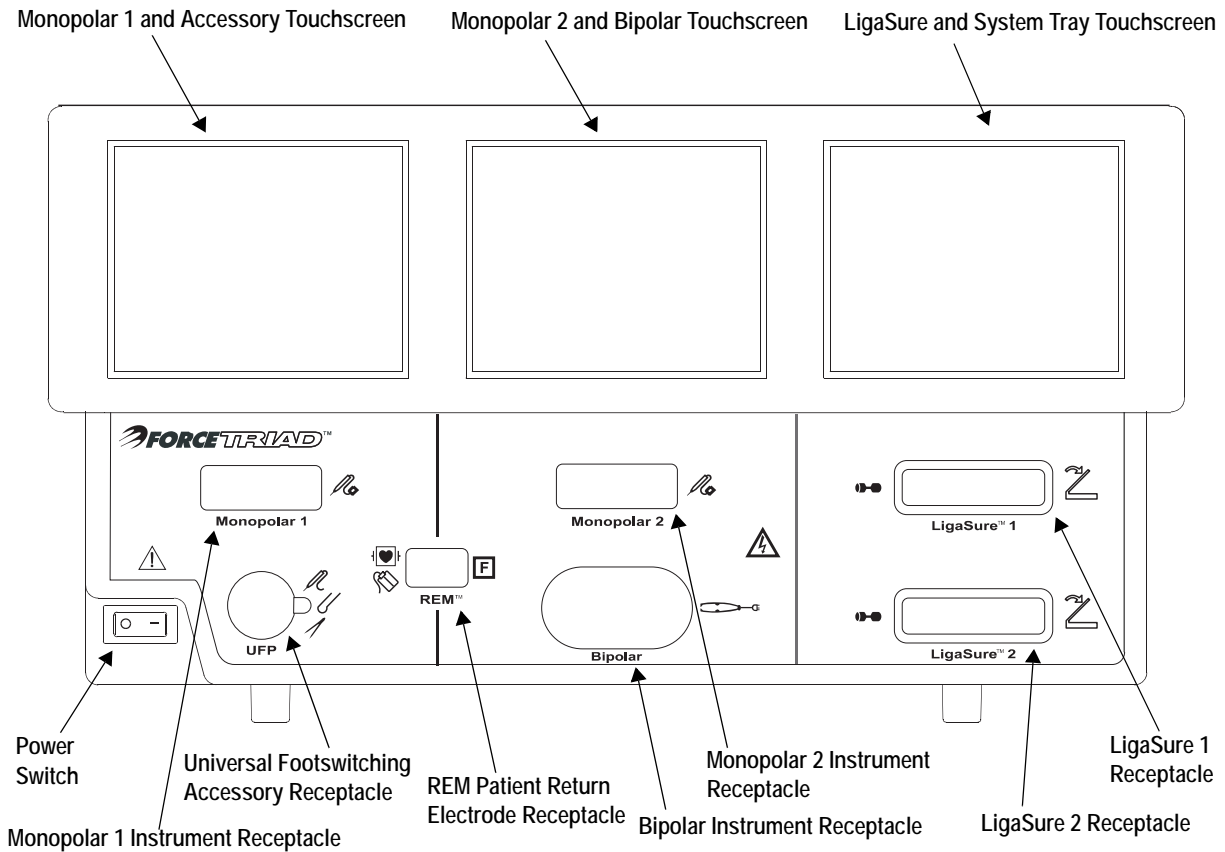 Monopolar 1 and Accessory Touchscreen
Monopolar 2 and Bipolar Touchscreen
LigaSure and System Tray Touchscreen
FORCETRIAD™
Monopolar 1
Monopolar 2
LigaSure™ 1
F
REM™
UFP
Bipolar
LigaSure™ 2
Power
Switch
Universal Footswitching
Accessory Receptacle
REM Patient Return
Electrode Receptacle
Monopolar 2 Instrument
Receptacle
LigaSure 1
Receptacle
Monopolar 1 Instrument Receptacle
Bipolar Instrument Receptacle
LigaSure 2 Receptacle